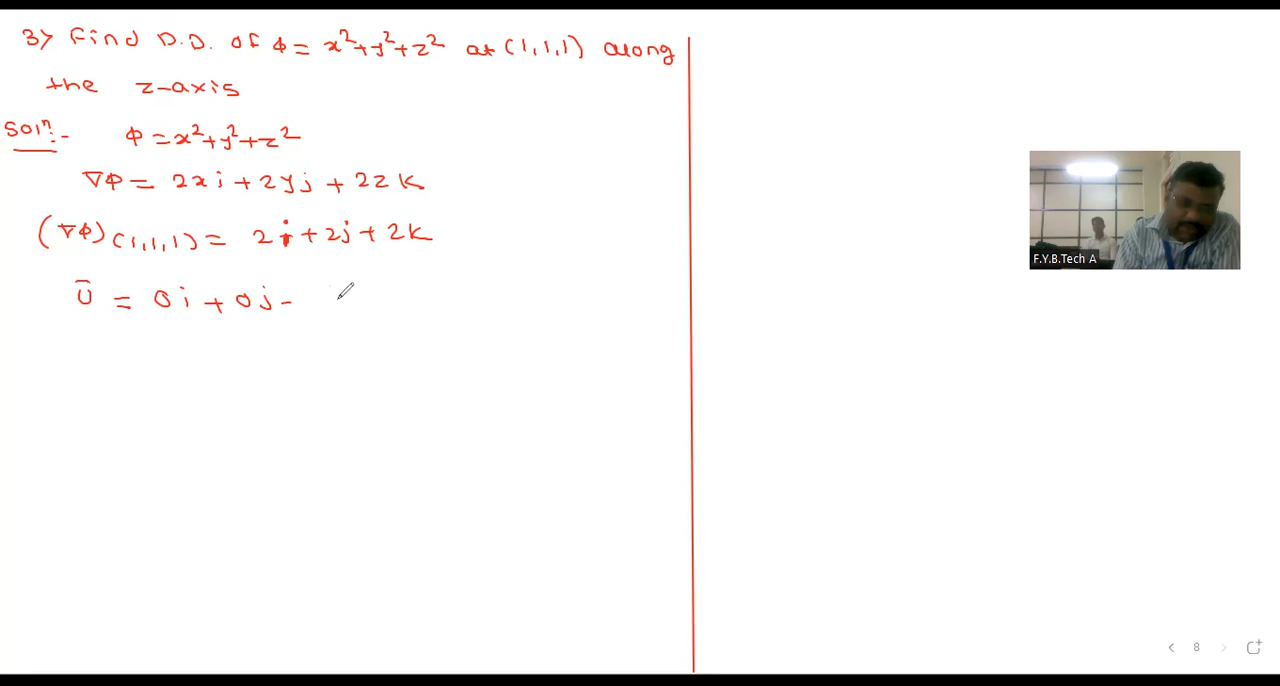 3> Find D.D. of Φ = x²+y²+z² at (1,1,1) along
the z-axis
Solⁿ:- Φ = x²+y²+z²
∇Φ = 2xi + 2yj + 2zk
(∇Φ)(1,1,1) = 2i + 2j + 2k
Ū = 0i + 0j -
F.Y.B.Tech A
< 8 >